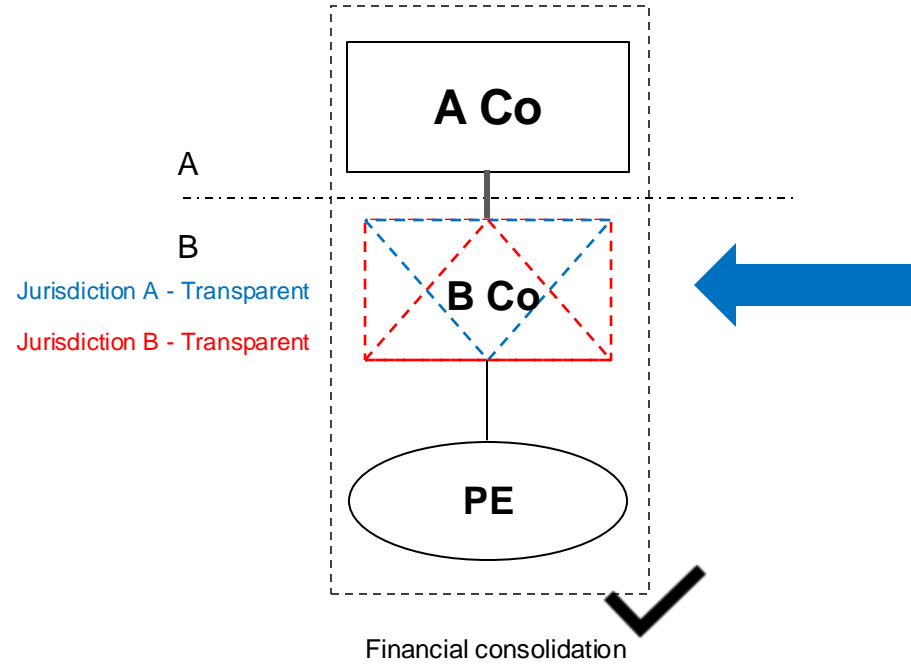 A Co
A
B
Jurisdiction A - Transparent
B Co
Jurisdiction B - Transparent
PE
Financial consolidation